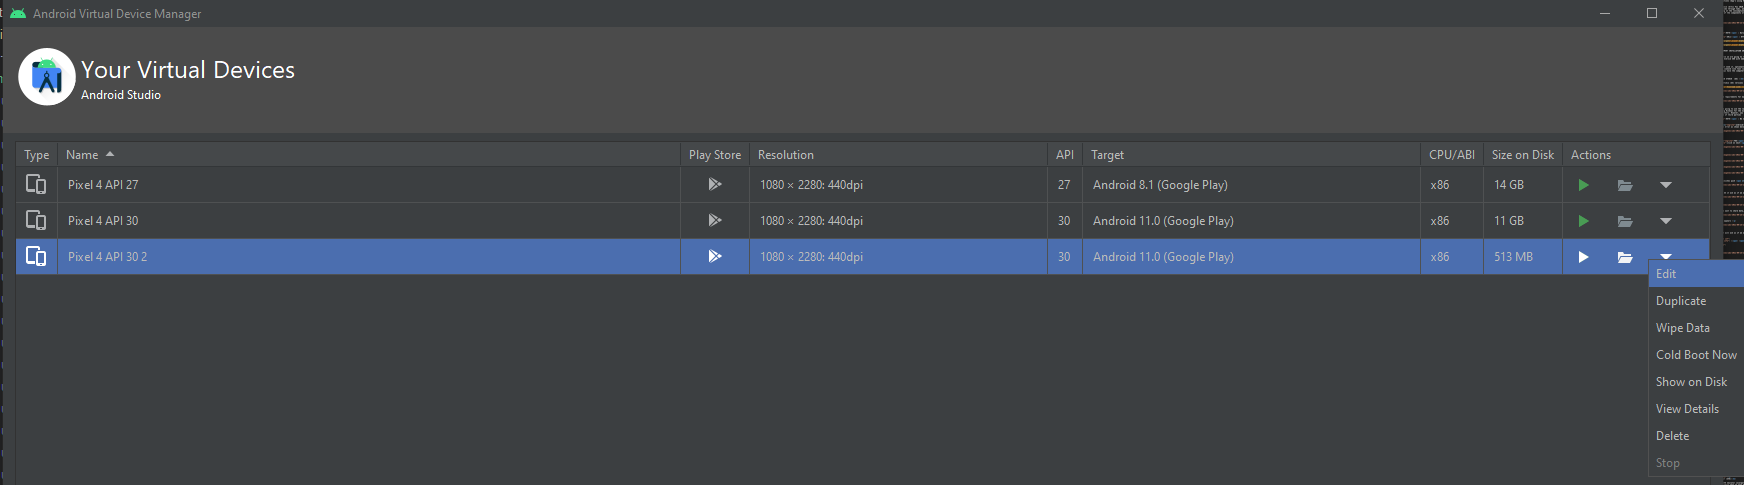 Android Virtual Device Manager
Your Virtual Devices
Android Studio
Type Name Play Store Resolution API Target CPU/ABI Size on Disk Actions
Pixel 4 API 27 1080 × 2280: 440dpi 27 Android 8.1 (Google Play) x86 14 GB
Pixel 4 API 30 1080 × 2280: 440dpi 30 Android 11.0 (Google Play) x86 11 GB
Pixel 4 API 30 2 1080 × 2280: 440dpi 30 Android 11.0 (Google Play) x86 513 MB
Edit
Duplicate
Wipe Data
Cold Boot Now
Show on Disk
View Details
Delete
Stop